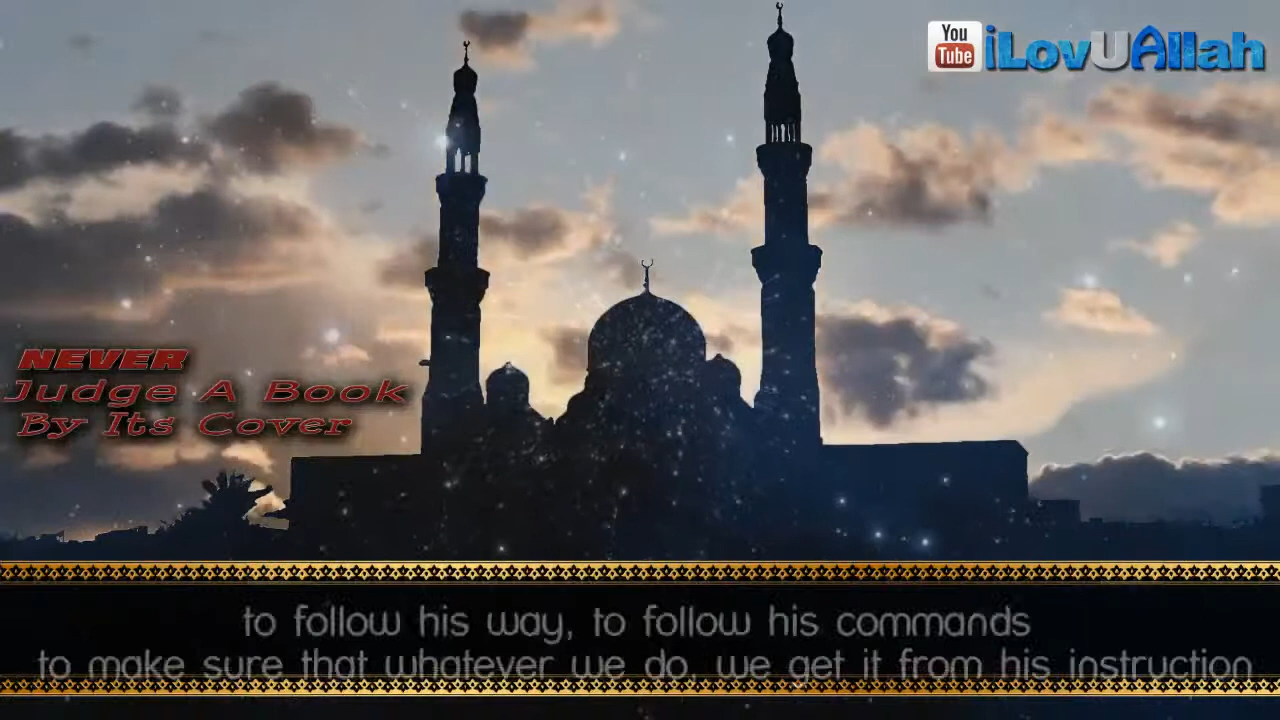 You
Tube
iLovUAllah
NEVER
Judge A Book
By Its Cover
to follow his way, to follow his commands
to make sure that whatever we do, we get it from his instruction